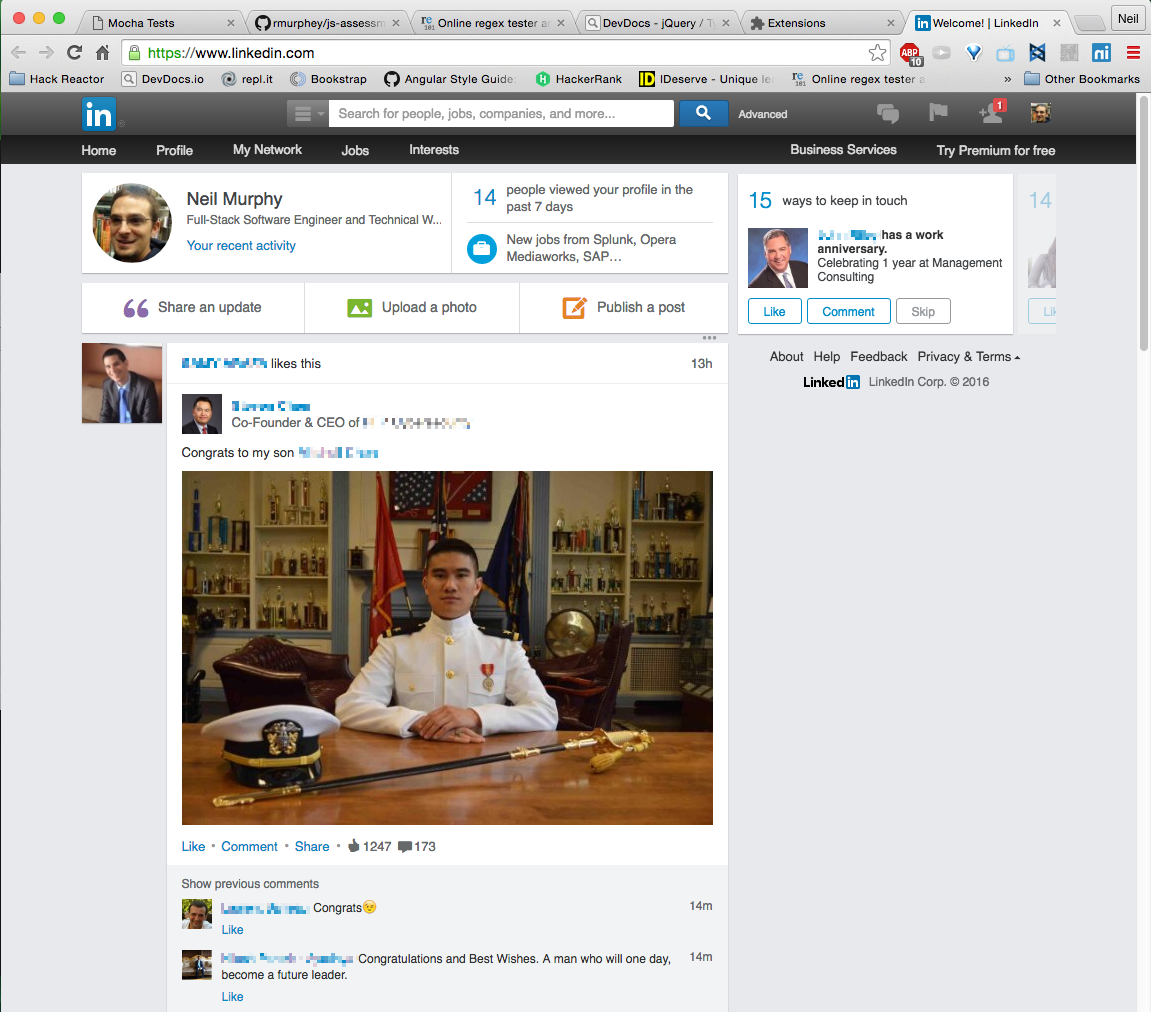 Mocha Tests
rmurphey/js-assessm
Online regex tester a
DevDocs - jQuery / Ty
Extensions
Welcome! | LinkedIn
Neil
https://www.linkedin.com
ABP
10
Hack Reactor
DevDocs.io
repl.it
Bookstrap
Angular Style Guide:
HackerRank
IDeserve - Unique le
Online regex tester a
»
Other Bookmarks
in
Search for people, jobs, companies, and more...
Advanced
1
Home
Profile
My Network
Jobs
Interests
Business Services
Try Premium for free
Neil Murphy
Full-Stack Software Engineer and Technical W...
Your recent activity
14
people viewed your profile in the
past 7 days
New jobs from Splunk, Opera
Mediaworks, SAP…
15 ways to keep in touch
14
has a work
anniversary.
Celebrating 1 year at Management
Consulting
Like
Comment
Skip
Lik
Share an update
Upload a photo
Publish a post
About Help Feedback Privacy & Terms
Linked in LinkedIn Corp. © 2016
likes this
13h
Co-Founder & CEO of
Congrats to my son
Like • Comment • Share • 1247 173
Show previous comments
Congrats
14m
Like
Congratulations and Best Wishes. A man who will one day,
become a future leader.
14m
Like